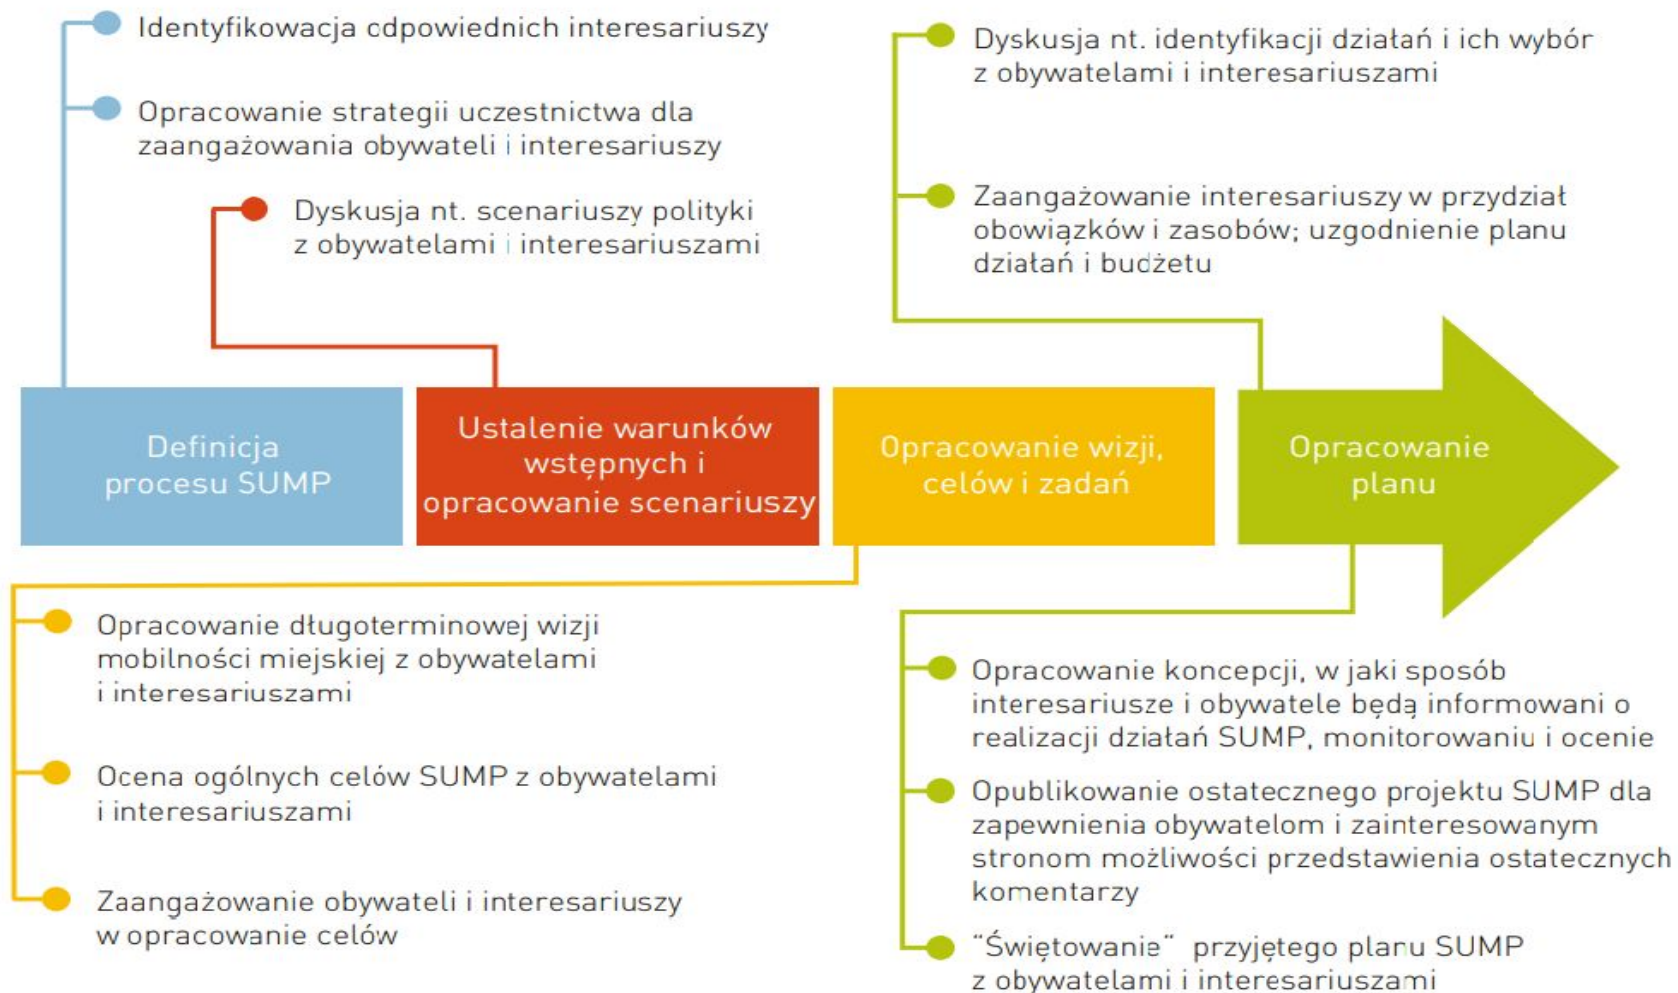 Identyfikowacja odpowiednich interesariuszy
Opracowanie strategii uczestnictwa dla
zaangażowania obywateli i interesariuszy
Dyskusja nt. scenariuszy polityki
z obywatelami i interesariuszami
Dyskusja nt. identyfikacji działań i ich wybór
z obywatelami i interesariuszami
Zaangażowanie interesariuszy w przydział
obowiązków i zasobów; uzgodnienie planu
działań i budżetu
Definicja
procesu SUMP
Ustalenie warunków
wstępnych i
opracowanie scenariuszy
Opracowanie wizji,
celów i zadań
Opracowanie
planu
Opracowanie długoterminowej wizji
mobilności miejskiej z obywatelami
i interesariuszami
Ocena ogólnych celów SUMP z obywatelami
i interesariuszami
Zaangażowanie obywateli i interesariuszy
w opracowanie celów
Opracowanie koncepcji, w jaki sposób
interesariusze i obywatele będą informowani o
realizacji działań SUMP, monitorowaniu i ocenie
Opublikowanie ostatecznego projektu SUMP dla
zapewnienia obywatelom i zainteresowanym
stronom możliwości przedstawienia ostatecznych
komentarzy
“Świętowanie“ przyjętego planu SUMP
z obywatelami i interesariuszami